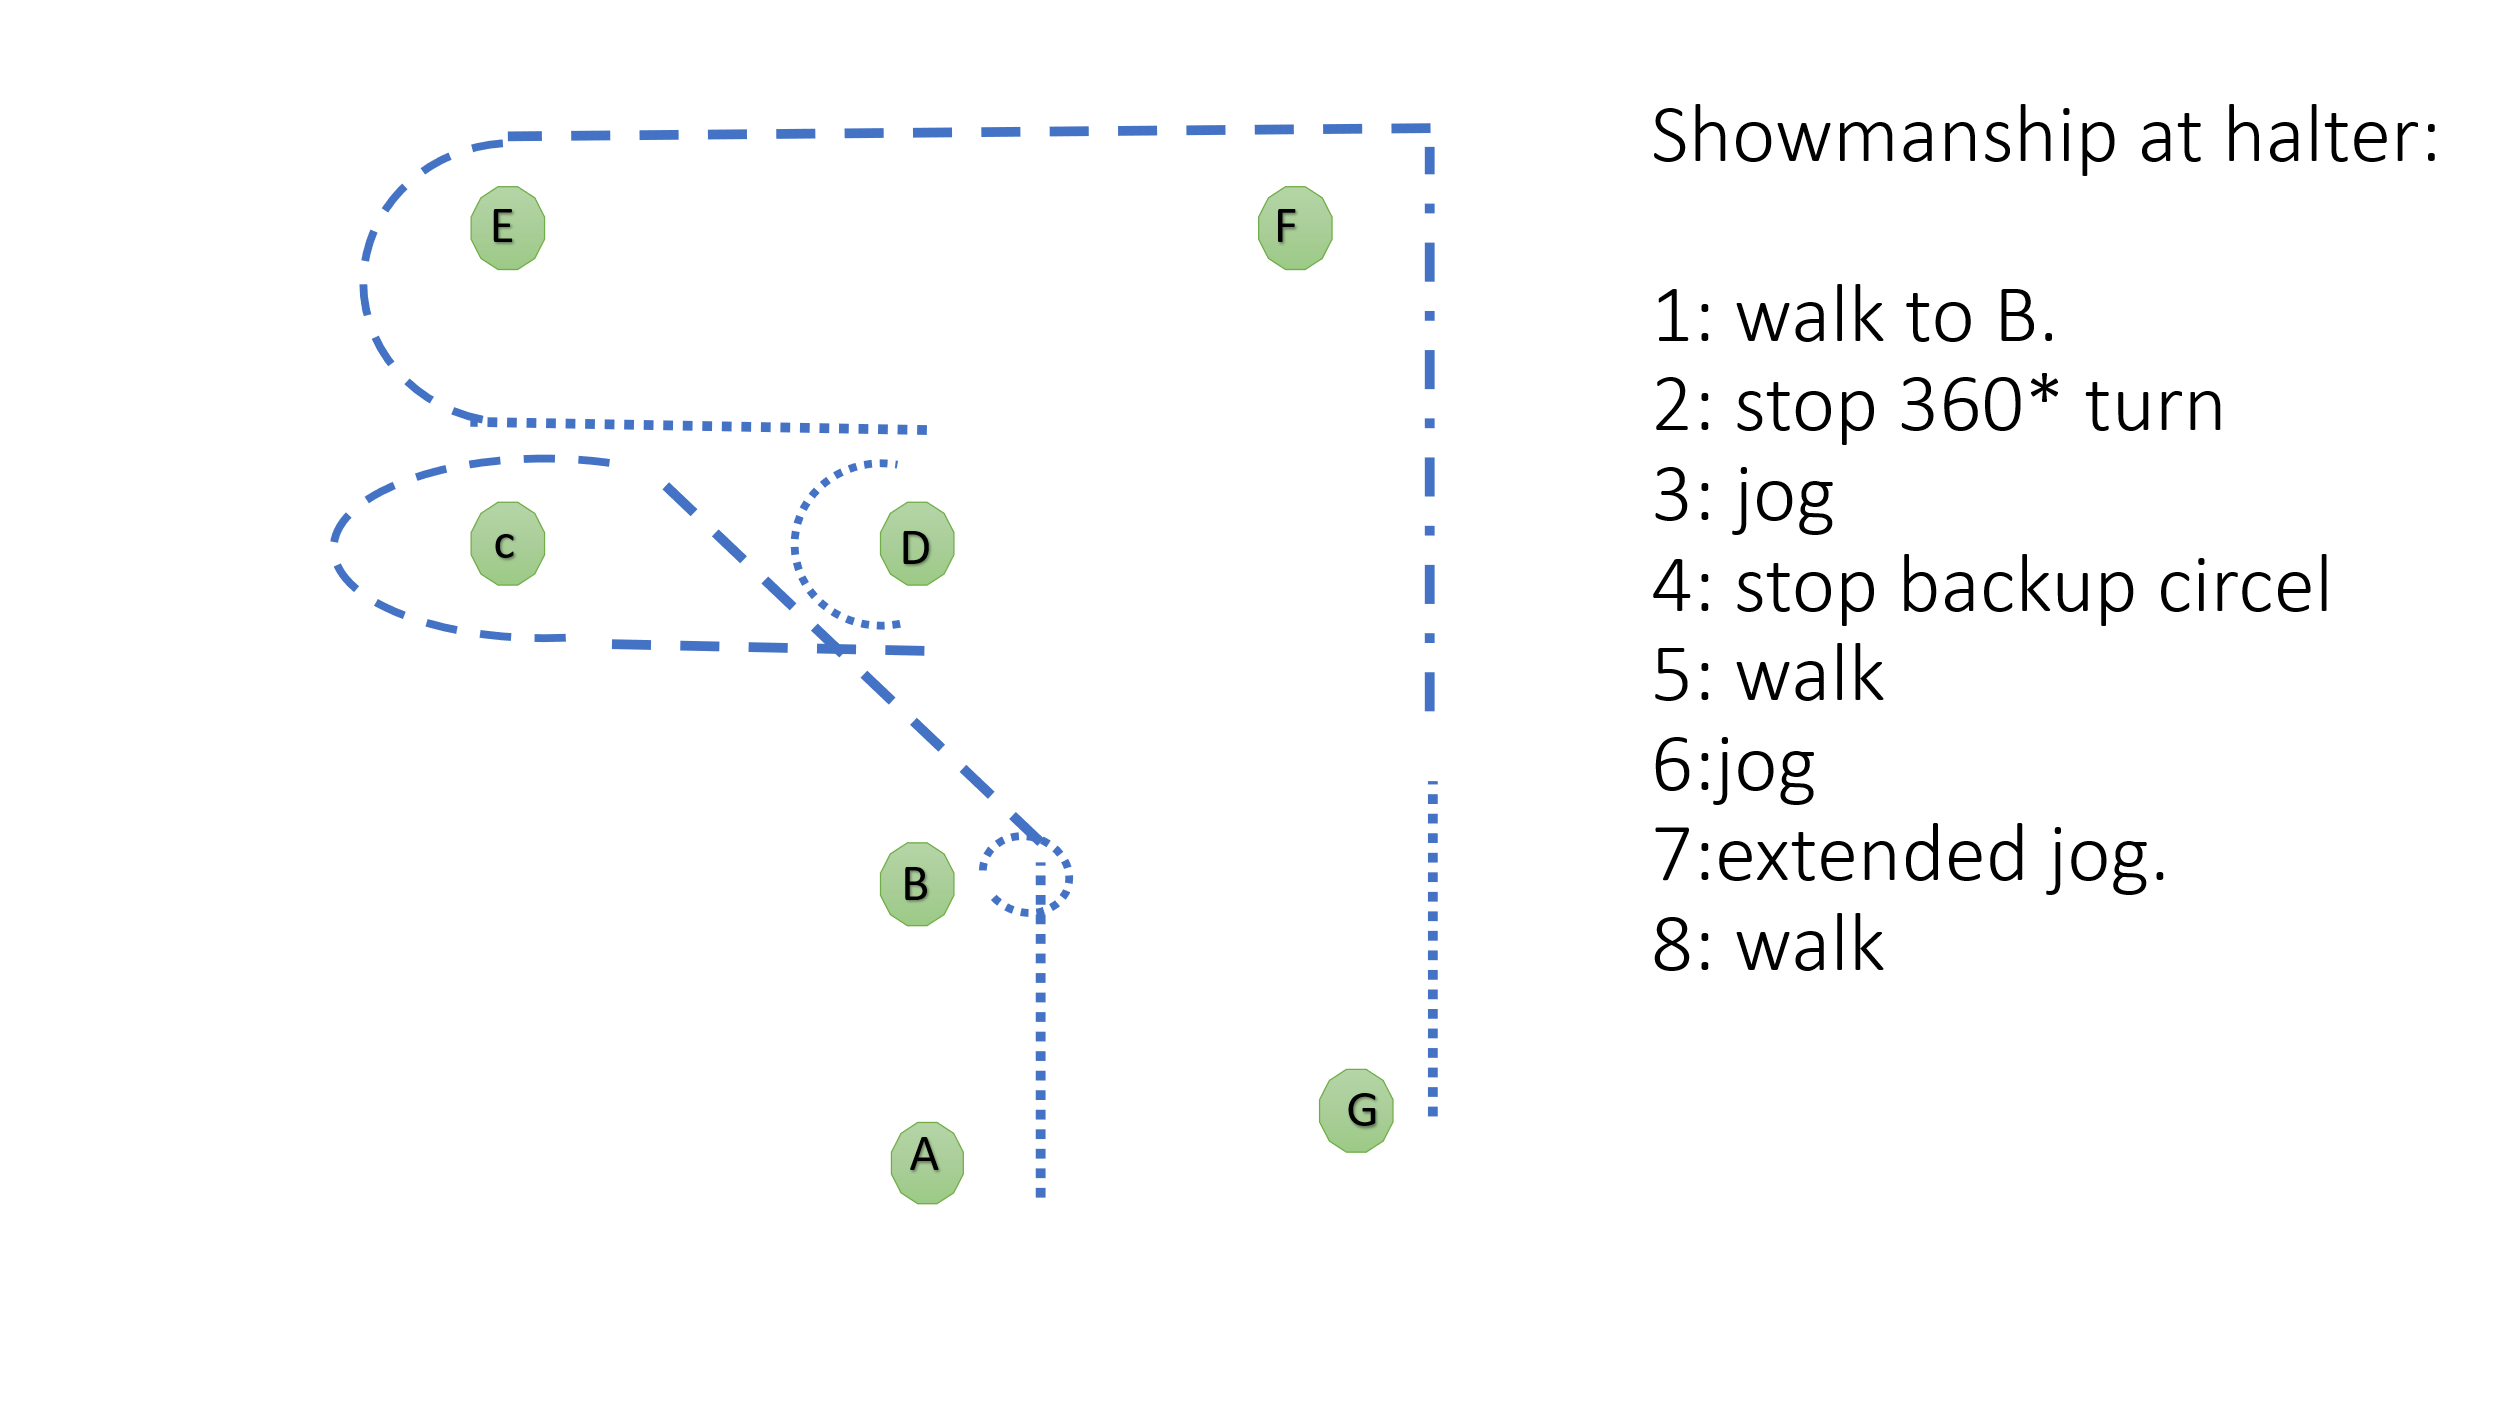 Showmanship at halter:
1: walk to B.
2: stop 360* turn
3: jog
4: stop backup circel
5: walk
6:jog
7:extended jog.
8: walk
E
F
c
D
B
G
A